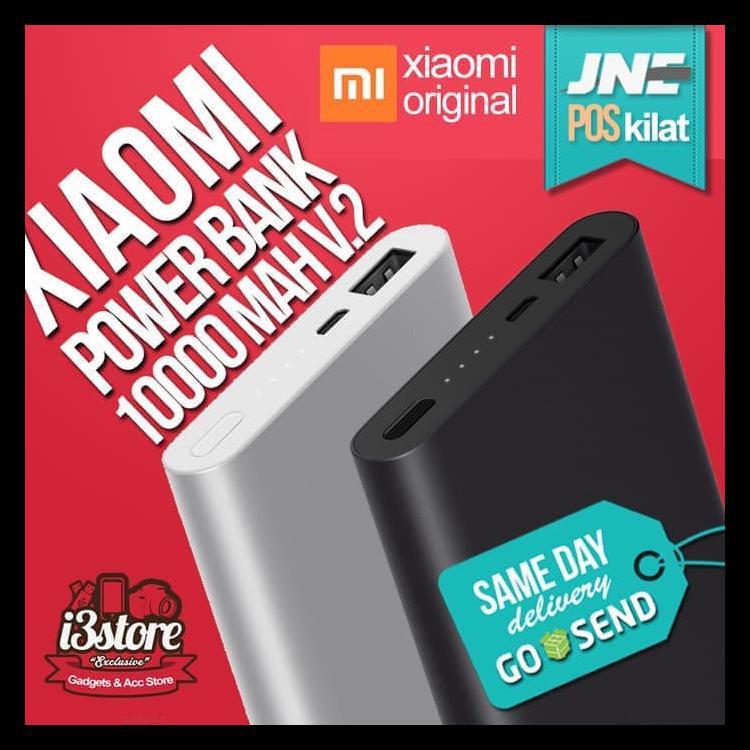 mi
xiaomi
original
JNE
POS kilat
XIAOMI
POWER BANK
10000 MAH V.2
SAME DAY
delivery
GO SEND
i3store
"Exclusive"
Gadgets & Acc Store